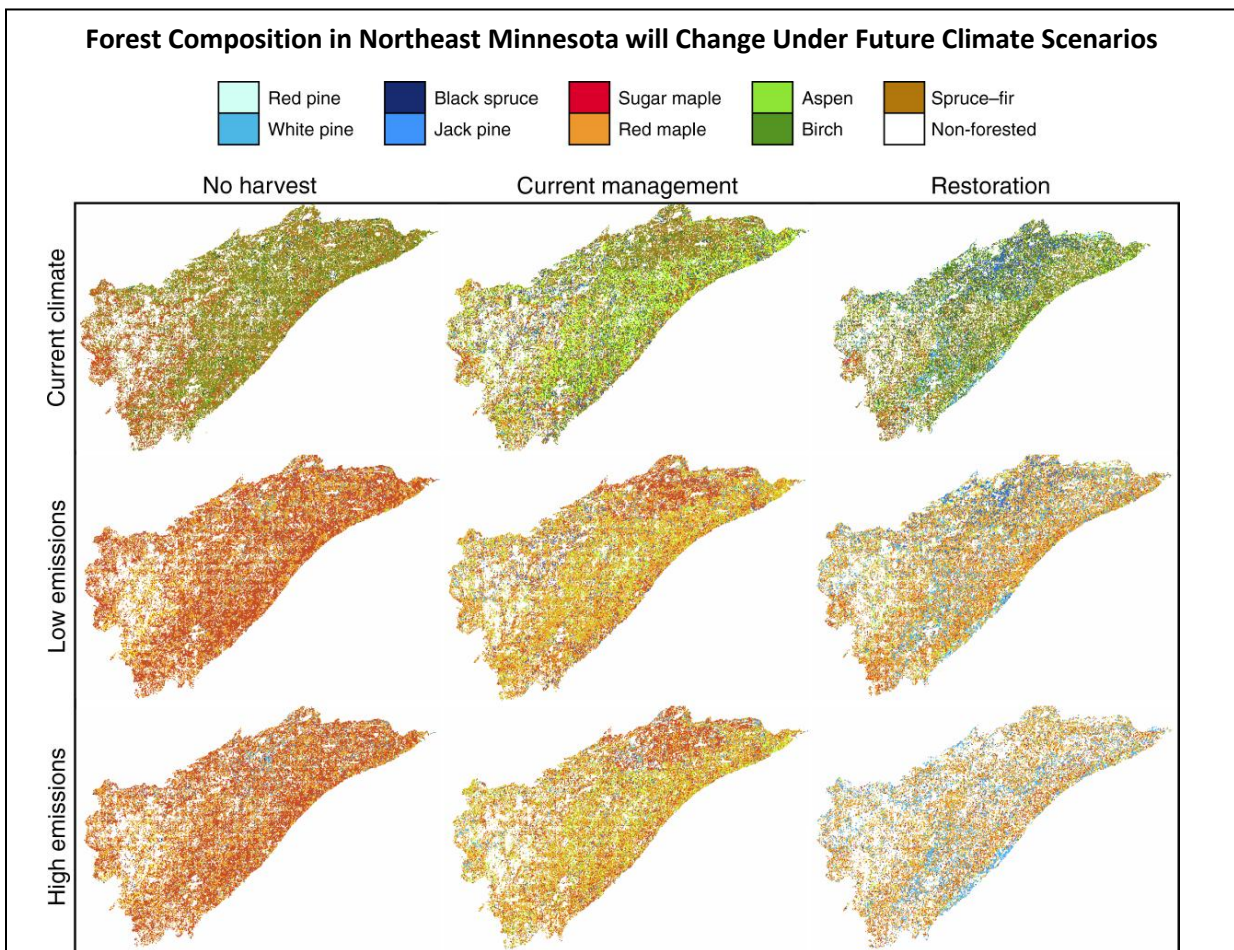 Forest Composition in Northeast Minnesota will Change Under Future Climate Scenarios
Red pine Black spruce Sugar maple Aspen Spruce–fir
White pine Jack pine Red maple Birch Non-forested
No harvest Current management Restoration
Current climate
Low emissions
High emissions